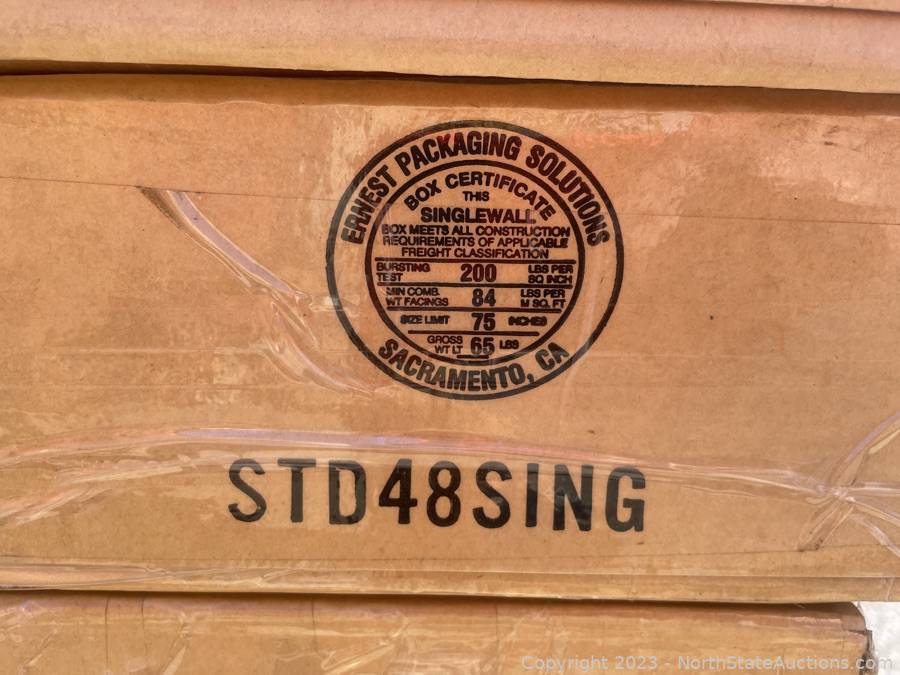 ERNEST PACKAGING SOLUTIONS
BOX CERTIFICATE
THIS
SINGLEWALL
BOX MEETS ALL CONSTRUCTION
REQUIREMENTS OF APPLICABLE
FREIGHT CLASSIFICATION
BURSTING TEST 200 LBS PER SQ INCH
MIN COMB. WT FACINGS 84 LBS PER M SQ. FT
SIZE LIMIT 75 INCHES
GROSS WT LT 65 LBS
SACRAMENTO, CA
STD48SING
Copyright 2023 - NorthStateAuctions.com